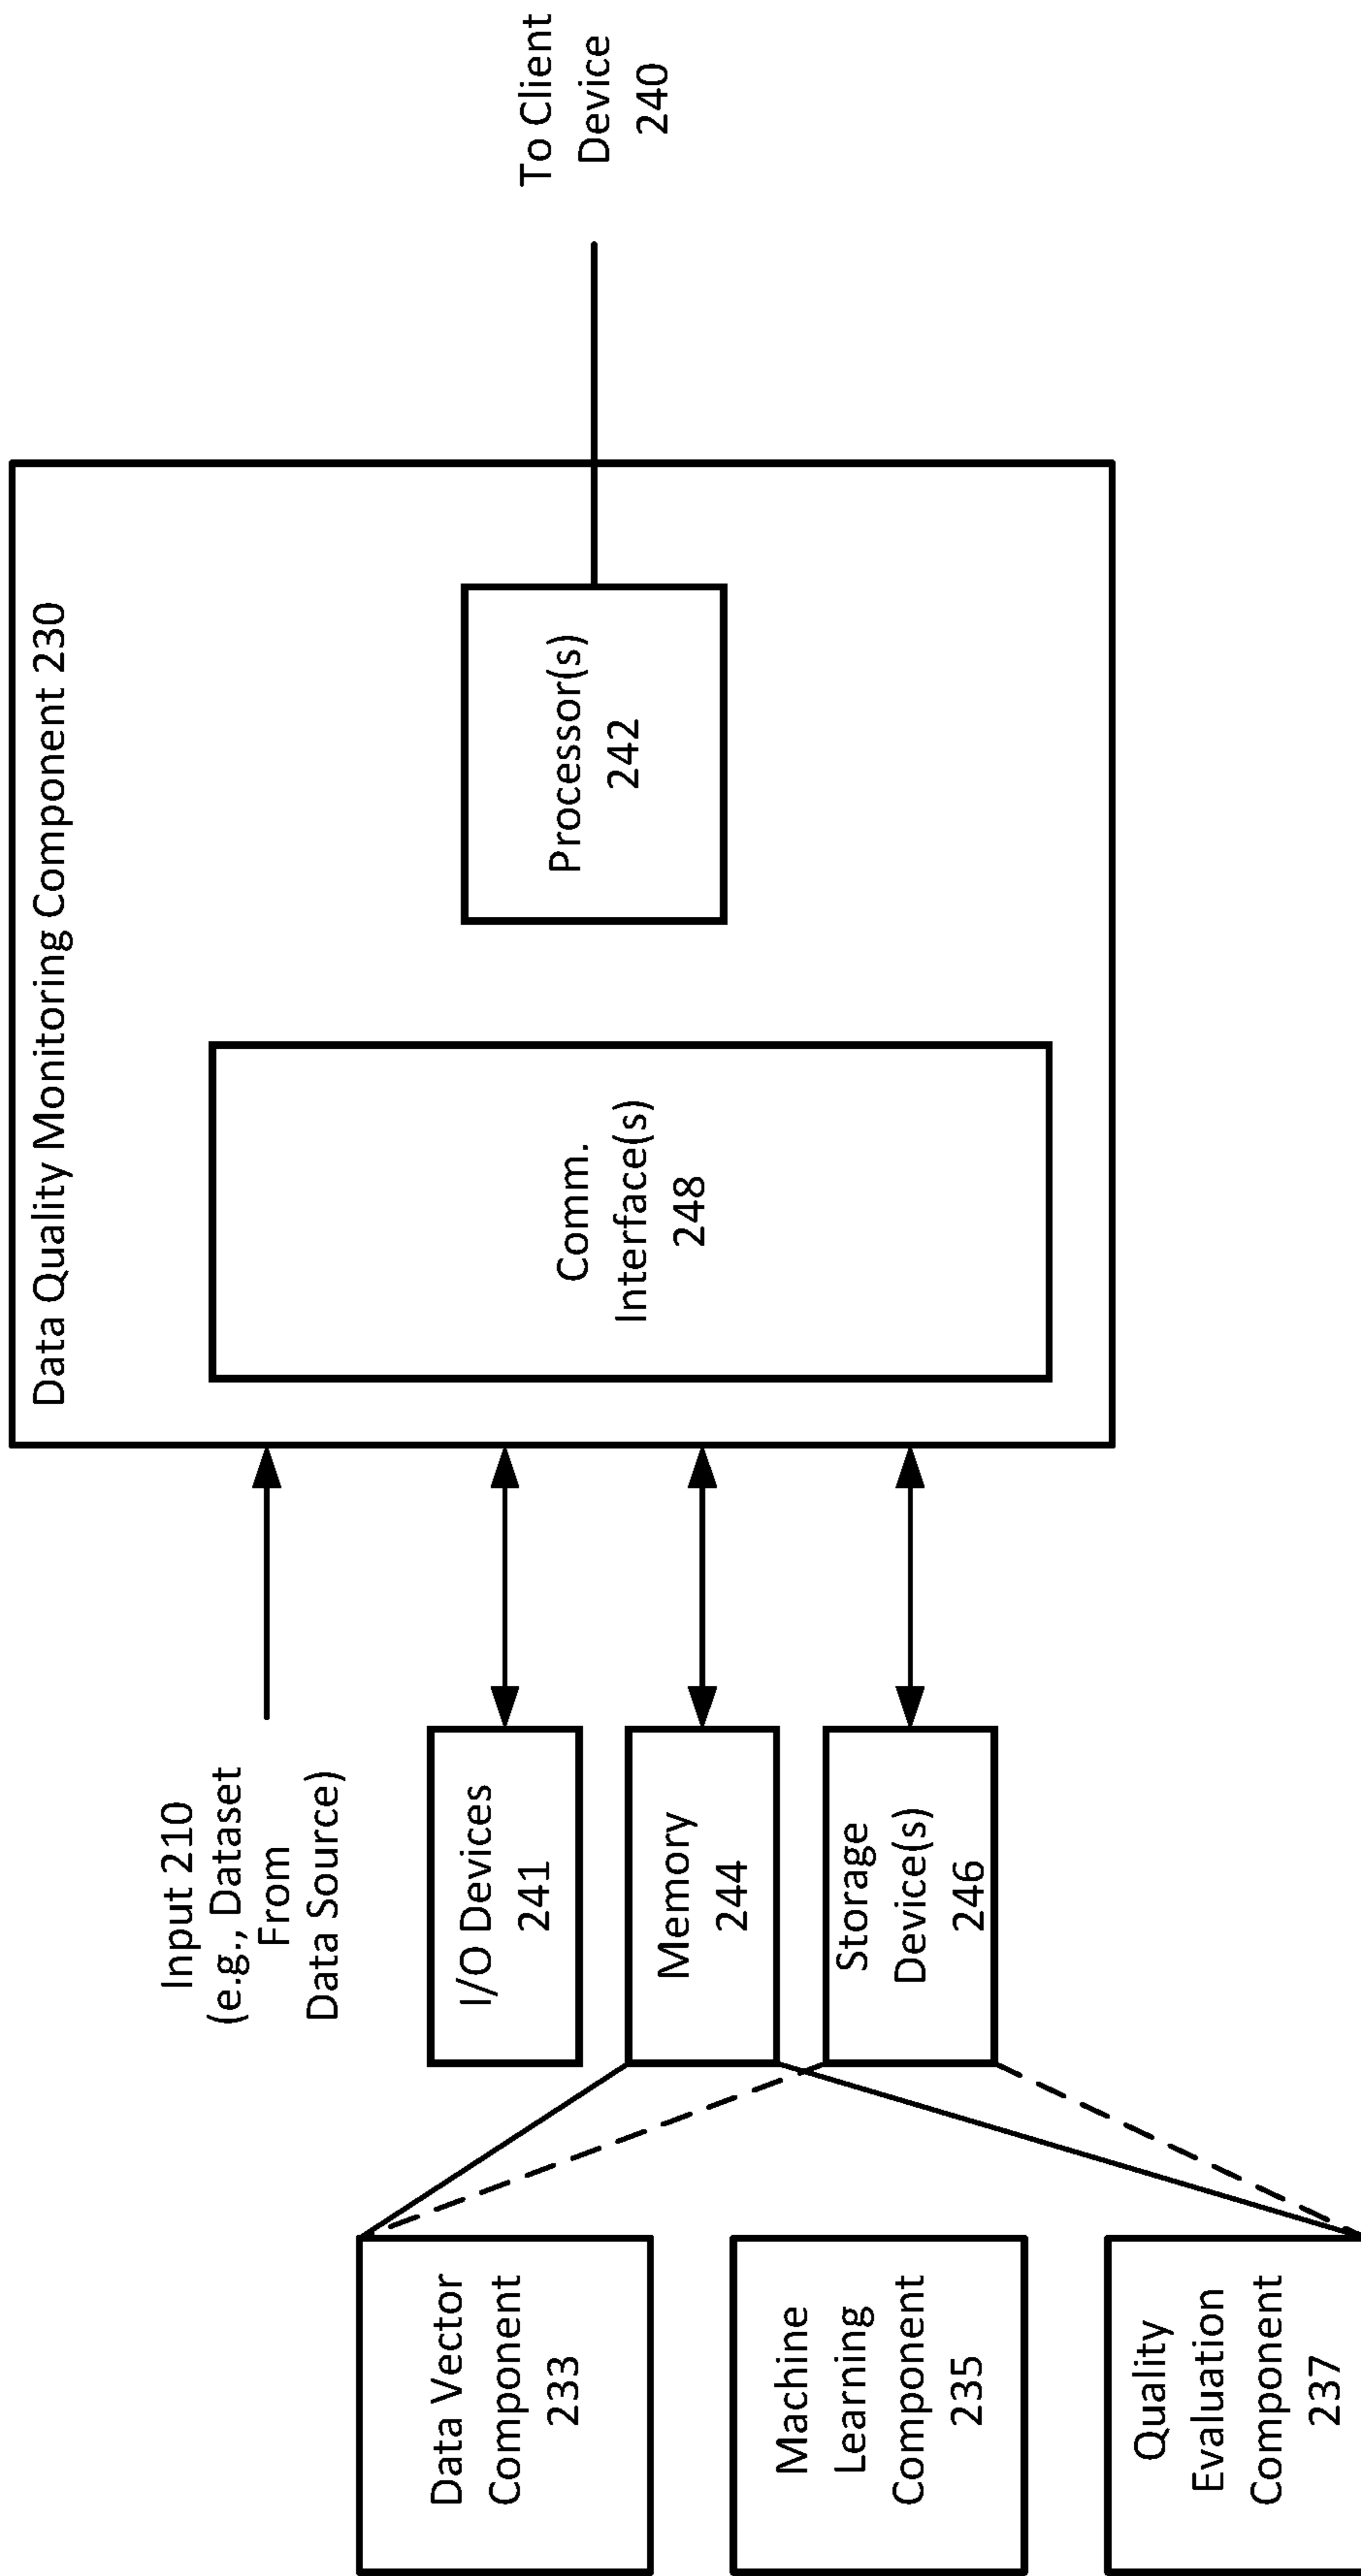 Data Quality Monitoring Component 230
Input 210
(e.g., Dataset
From
Data Source)
Data Vector
Component
233
I/O Devices
241
Comm.
Interface(s)
248
Processor(s)
242
To Client
Device
240
Memory
244
Machine
Learning
Component
235
Storage
Device(s)
246
Quality
Evaluation
Component
237